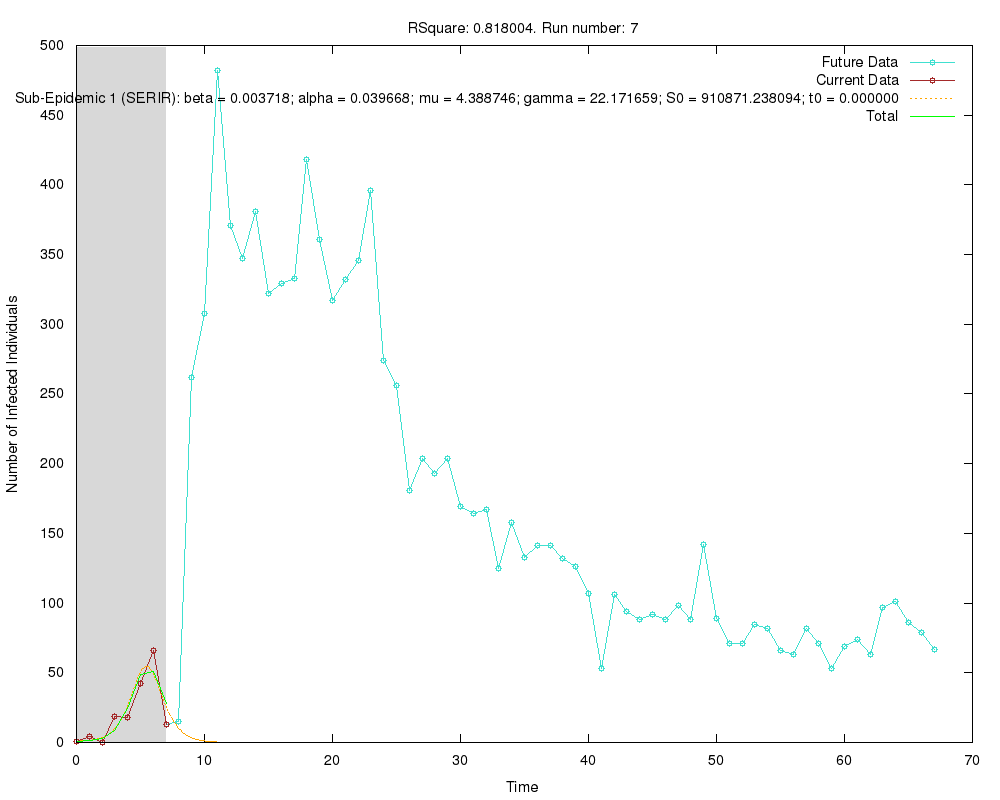 RSquare: 0.818004. Run number: 7
Future Data
Current Data
Sub-Epidemic 1 (SERIR): beta = 0.003718; alpha = 0.039668; mu = 4.388746; gamma = 22.171659; S0 = 910871.238094; t0 = 0.000000
Total
500
450
400
350
300
250
200
150
100
50
0
Number of Infected Individuals
0 10 20 30 40 50 60 70
Time